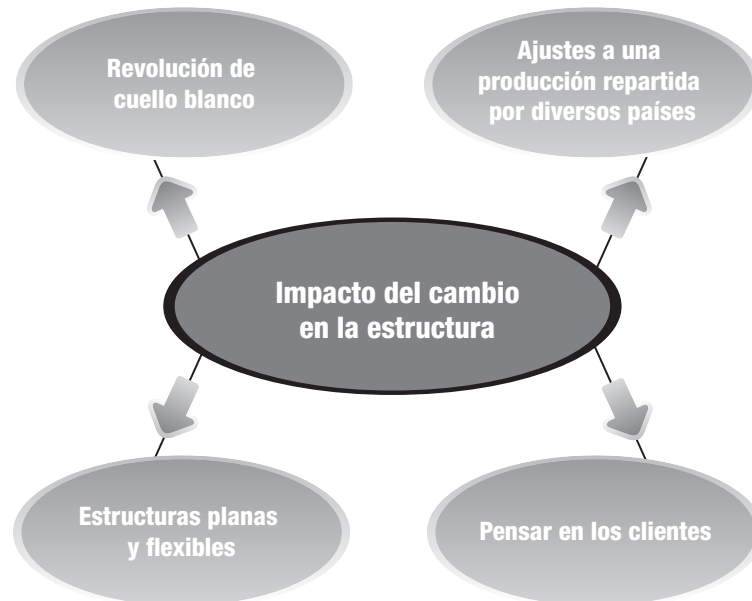 Revolución de
cuello blanco
Ajustes a una
producción repartida
por diversos países
Impacto del cambio
en la estructura
Estructuras planas
y flexibles
Pensar en los clientes